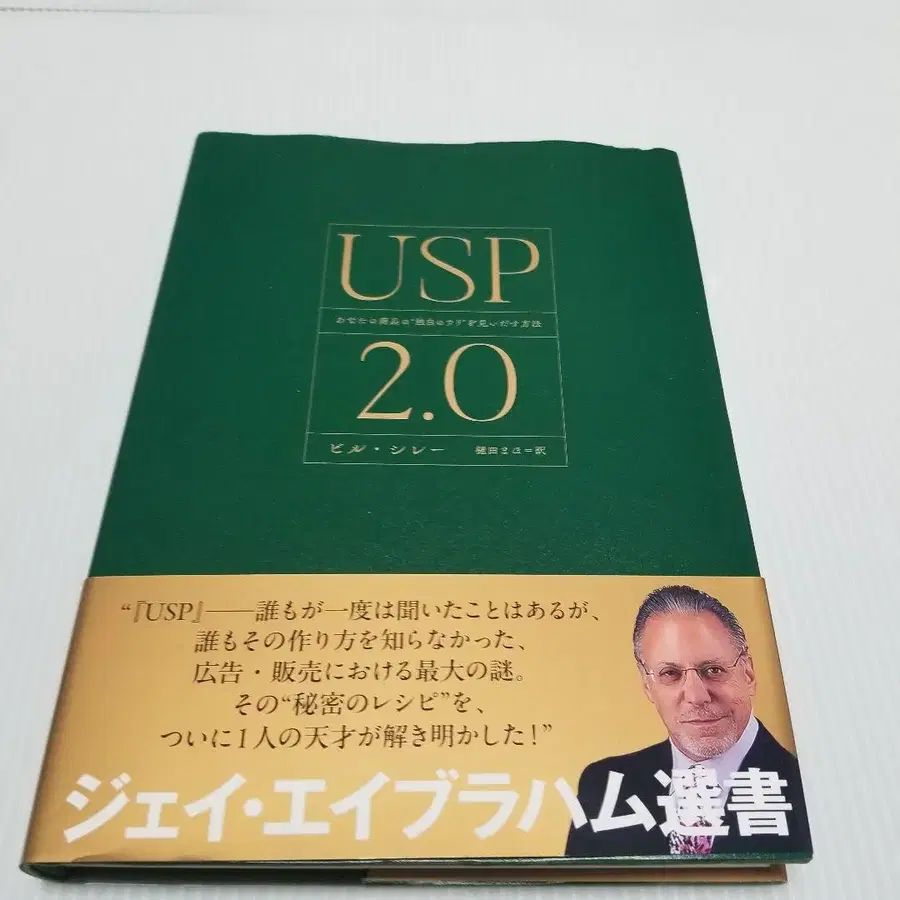 USP
あなたの商品の"独自のウリ"を見いだす方法
2.0
ビル・シレー
樋田まほ=訳
“『USP』──誰もが一度は聞いたことはあるが、
誰もその作り方を知らなかった、
広告・販売における最大の謎。
その“秘密のレシピ”を、
ついに1人の天才が解き明かした!”
ジェイ・エイブラハム選書